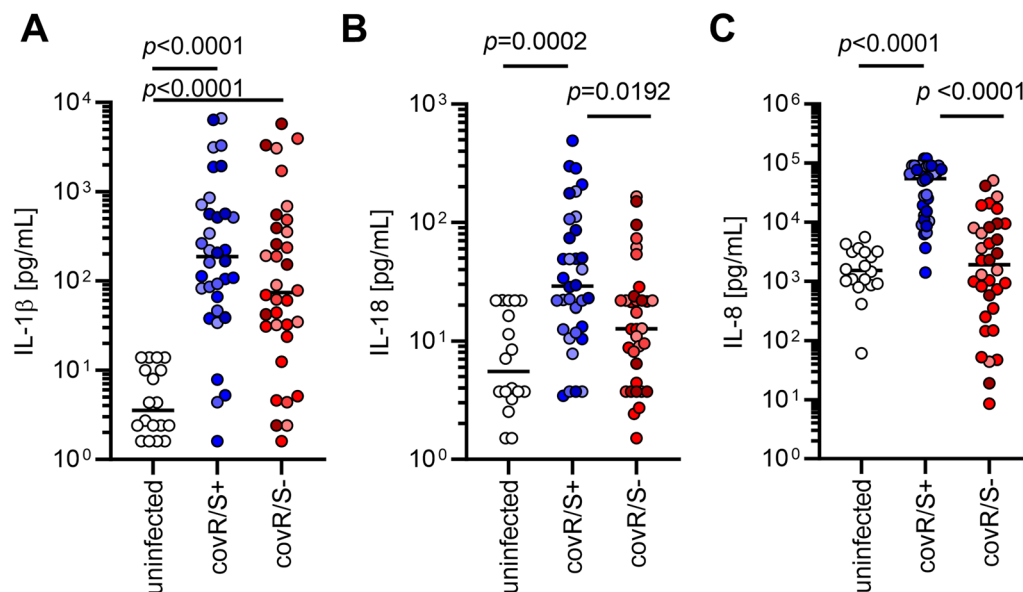 A
p<0.0001
p<0.0001
IL-1β [pg/mL]
10⁴
10³
10²
10¹
10⁰
uninfected
covR/S+
covR/S-
B
p=0.0002
p=0.0192
IL-18 [pg/mL]
10³
10²
10¹
10⁰
uninfected
covR/S+
covR/S-
C
p<0.0001
p <0.0001
IL-8 [pg/mL]
10⁶
10⁵
10⁴
10³
10²
10¹
10⁰
uninfected
covR/S+
covR/S-